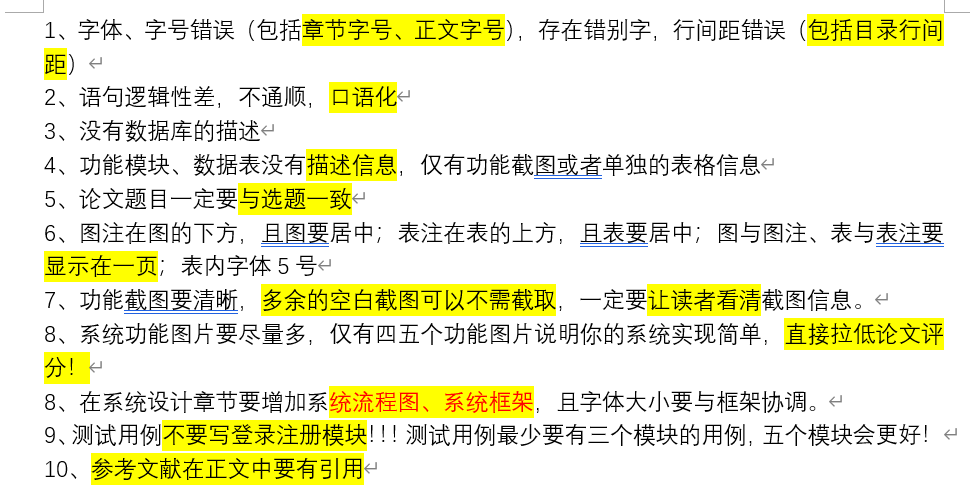 1、字体、字号错误（包括章节字号、正文字号），存在错别字，行间距错误（包括目录行间
距）
2、语句逻辑性差，不通顺，口语化
3、没有数据库的描述
4、功能模块、数据表没有描述信息，仅有功能截图或者单独的表格信息
5、论文题目一定要与选题一致
6、图注在图的下方，且图要居中；表注在表的上方，且表要居中；图与图注、表与表注要
显示在一页；表内字体 5 号
7、功能截图要清晰，多余的空白截图可以不需截取，一定要让读者看清截图信息。
8、系统功能图片要尽量多，仅有四五个功能图片说明你的系统实现简单，直接拉低论文评
分！
8、在系统设计章节要增加系统流程图、系统框架，且字体大小要与框架协调。
9、测试用例不要写登录注册模块！！！测试用例最少要有三个模块的用例，五个模块会更好！
10、参考文献在正文中要有引用